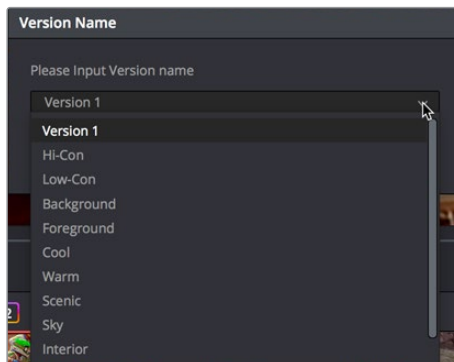 Version Name
Please Input Version name
Version 1
Version 1
Hi-Con
Low-Con
Background
Foreground
Cool
Warm
Scenic
Sky
Interior
2